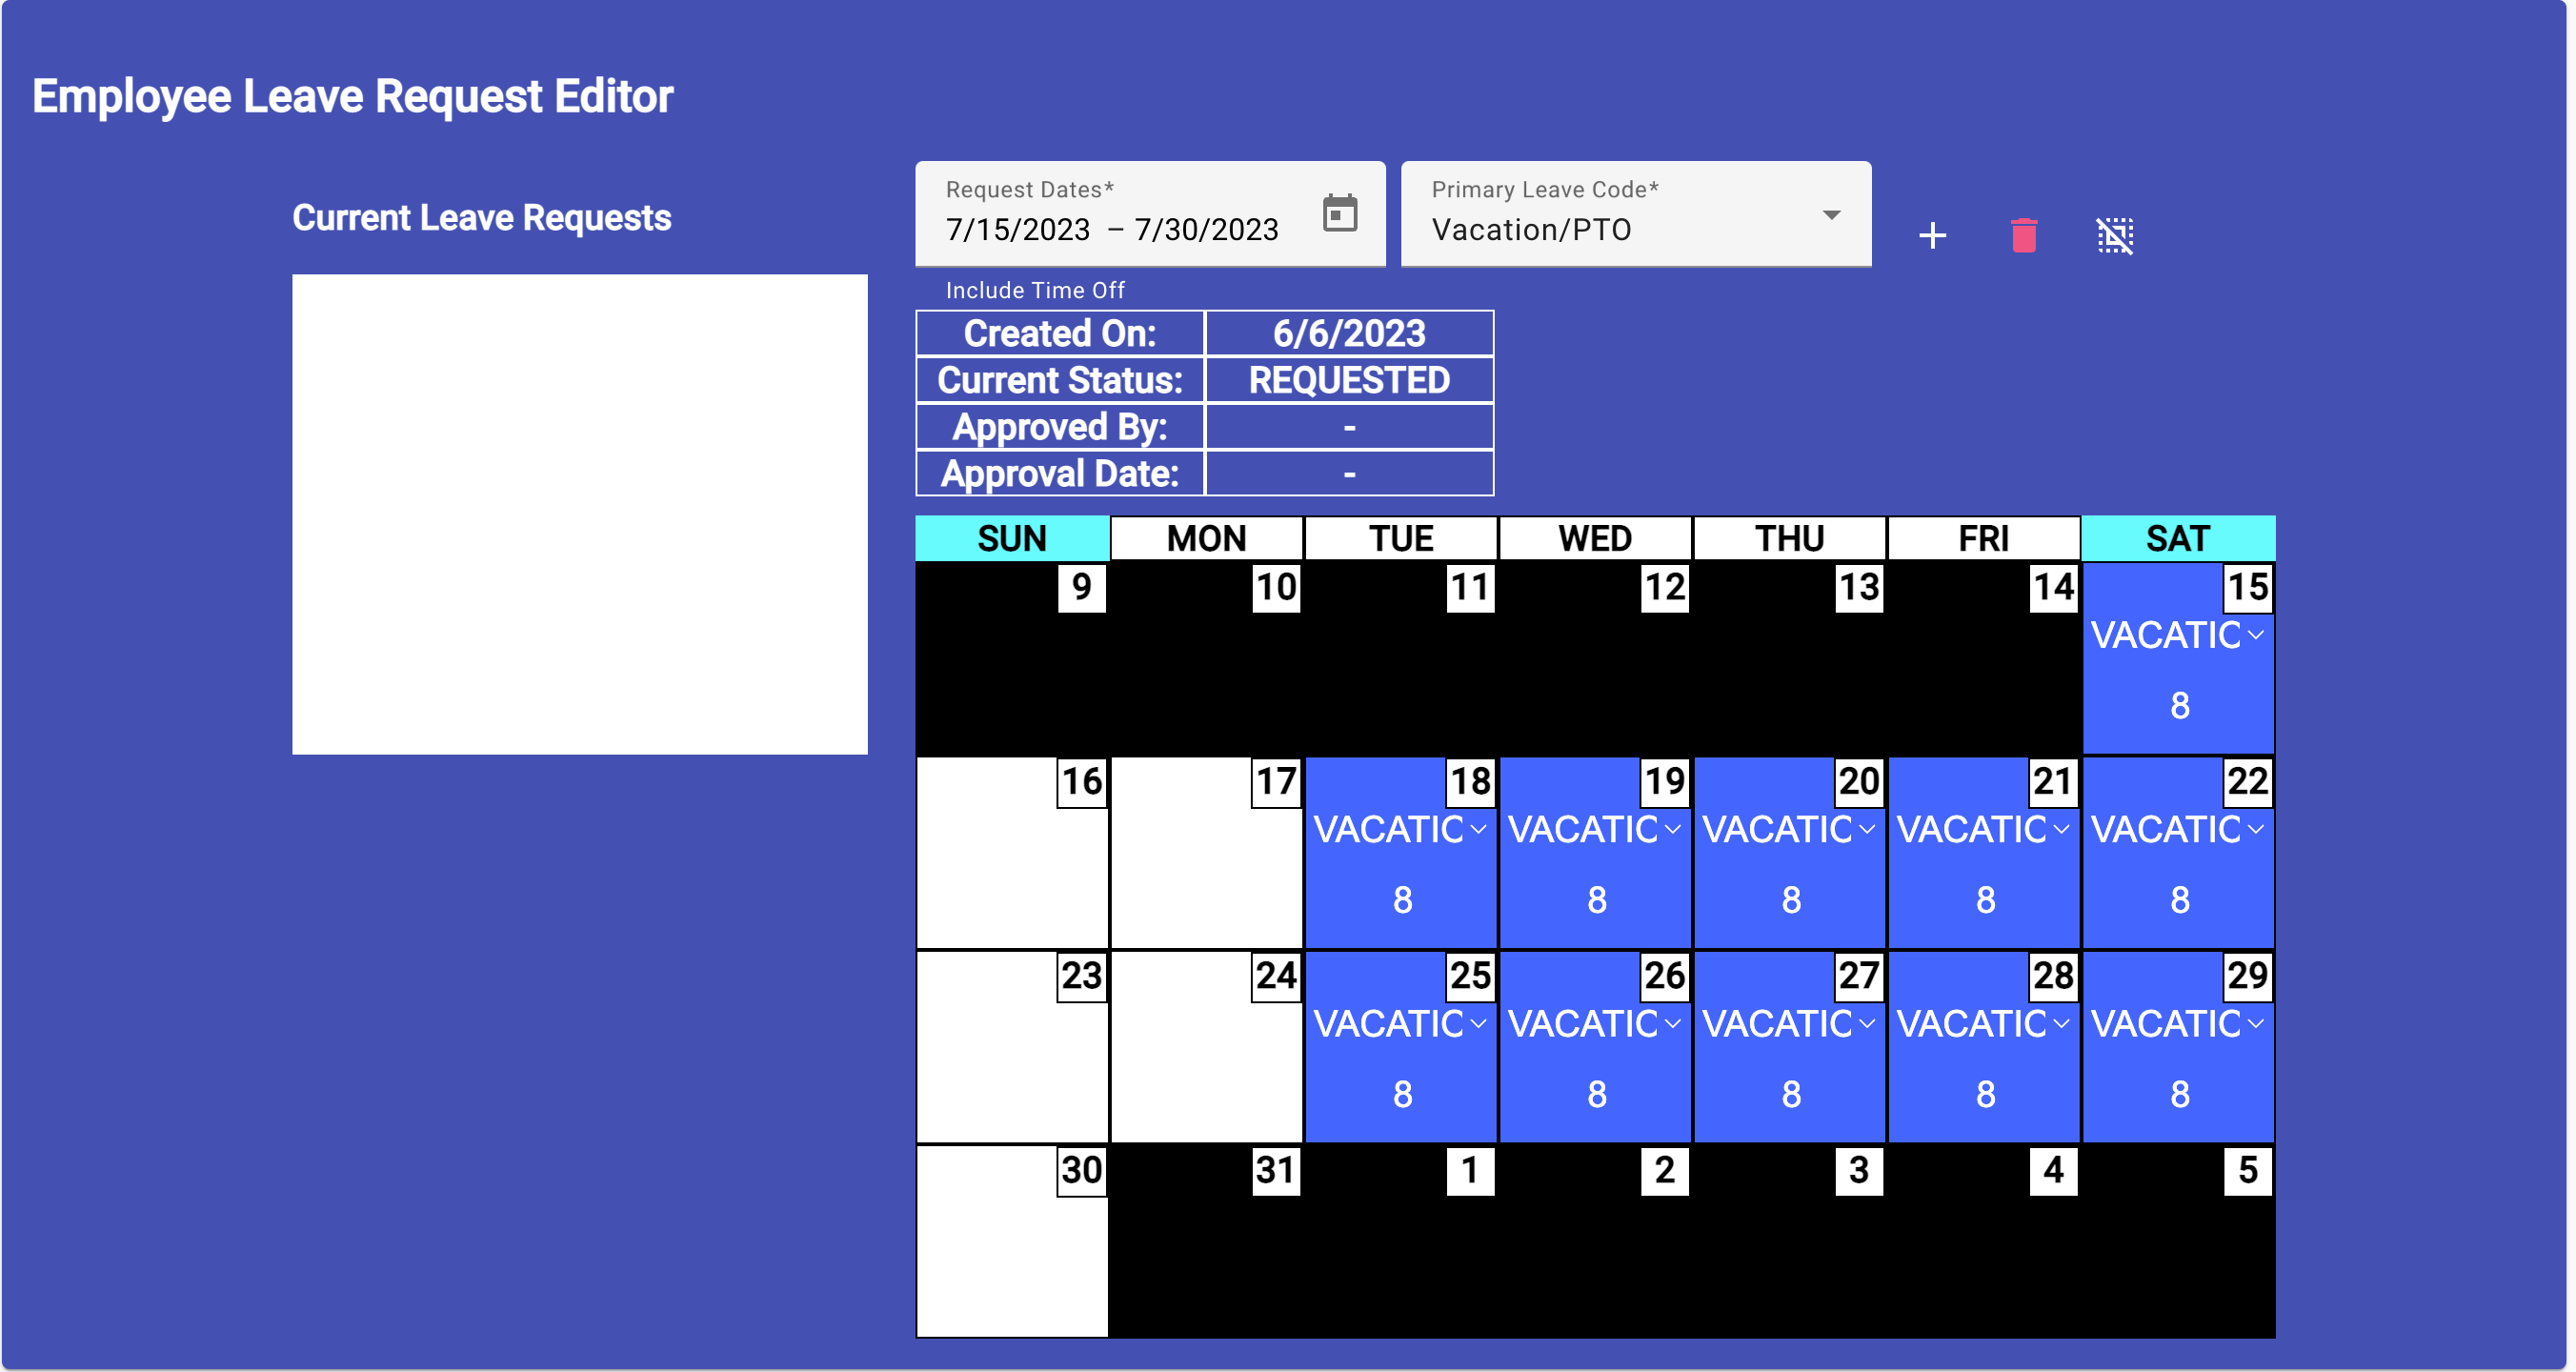 Employee Leave Request Editor
Current Leave Requests
Request Dates*
7/15/2023 – 7/30/2023
Primary Leave Code*
Vacation/PTO
Include Time Off
Created On: 6/6/2023
Current Status: REQUESTED
Approved By: -
Approval Date: -
SUN MON TUE WED THU FRI SAT
9 10 11 12 13 14 15
VACATIC
8
16 17 18 19 20 21 22
VACATIC VACATIC VACATIC VACATIC VACATIC
8 8 8 8 8
23 24 25 26 27 28 29
VACATIC VACATIC VACATIC VACATIC VACATIC
8 8 8 8 8
30 31 1 2 3 4 5